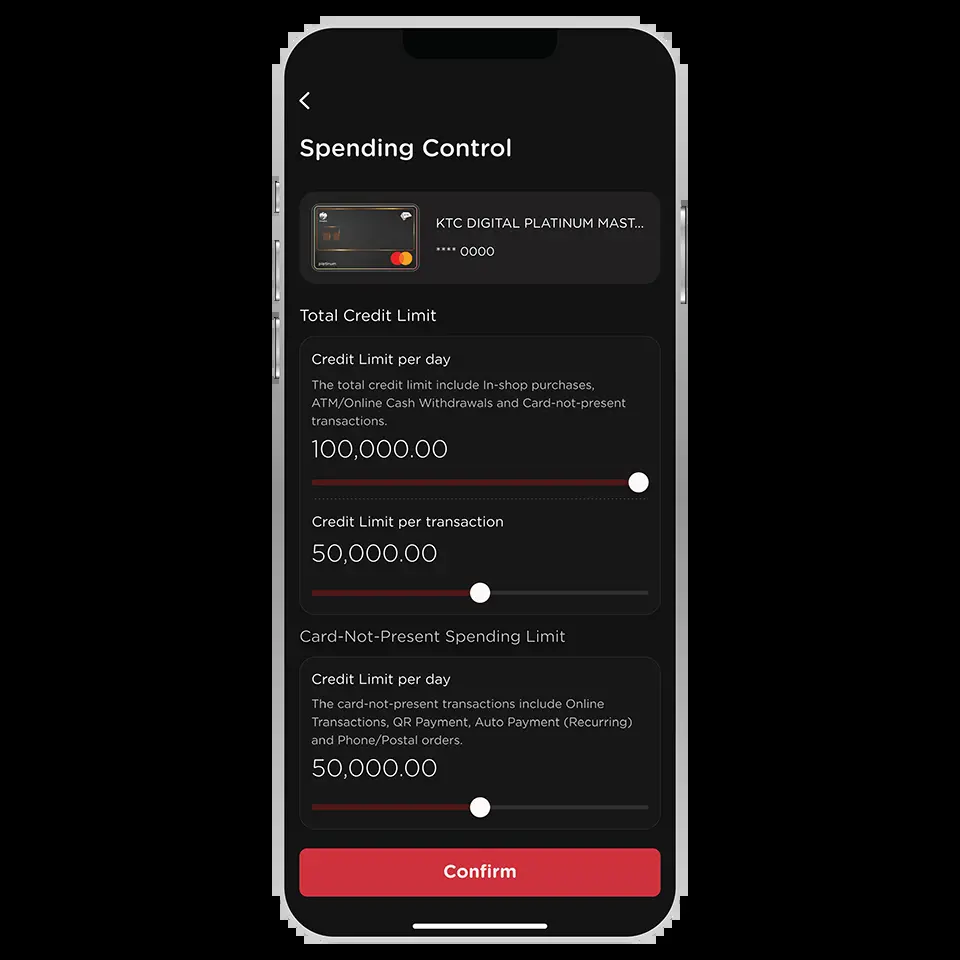 Spending Control
KTC DIGITAL PLATINUM MAST...
**** 0000
platinum
Total Credit Limit
Credit Limit per day
The total credit limit include In-shop purchases,
ATM/Online Cash Withdrawals and Card-not-present
transactions.
100,000.00
Credit Limit per transaction
50,000.00
Card-Not-Present Spending Limit
Credit Limit per day
The card-not-present transactions include Online
Transactions, QR Payment, Auto Payment (Recurring)
and Phone/Postal orders.
50,000.00
Confirm